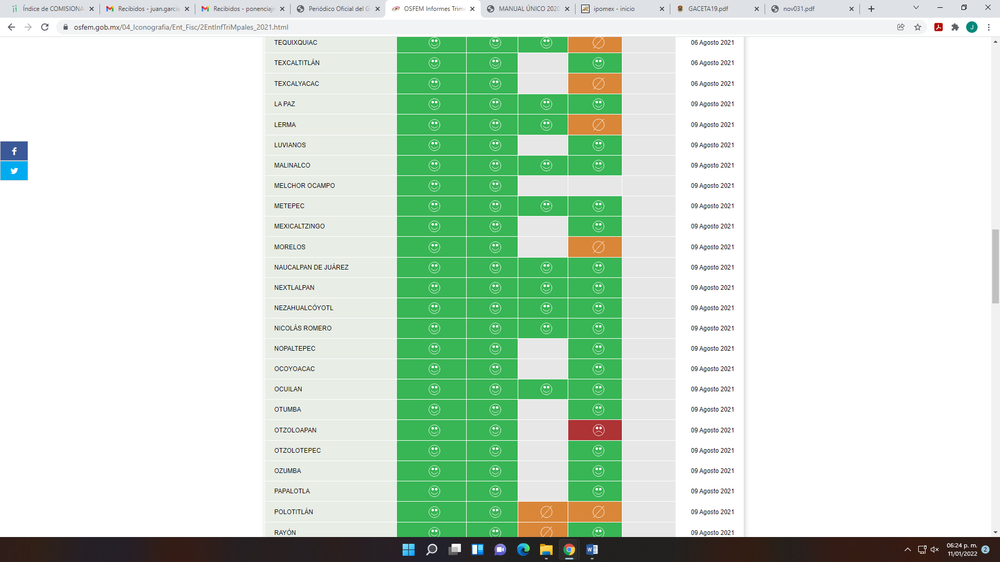 Índice de COMISIONA
Recibidos - juan.garcia
Recibidos - ponenciajr
Periódico Oficial del G
OSFEM Informes Trim
MANUAL ÚNICO 2020
ipomex - inicio
GACETA19.pdf
nov031.pdf
osfem.gob.mx/04_Iconografia/Ent_Fisc/2EntInfTriMpales_2021.html
J
TEQUIXQUIAC 06 Agosto 2021
TEXCALTITLÁN 06 Agosto 2021
TEXCALYACAC 06 Agosto 2021
LA PAZ 09 Agosto 2021
LERMA 09 Agosto 2021
LUVIANOS 09 Agosto 2021
MALINALCO 09 Agosto 2021
MELCHOR OCAMPO 09 Agosto 2021
METEPEC 09 Agosto 2021
MEXICALTZINGO 09 Agosto 2021
MORELOS 09 Agosto 2021
NAUCALPAN DE JUÁREZ 09 Agosto 2021
NEXTLALPAN 09 Agosto 2021
NEZAHUALCÓYOTL 09 Agosto 2021
NICOLÁS ROMERO 09 Agosto 2021
NOPALTEPEC 09 Agosto 2021
OCOYOACAC 09 Agosto 2021
OCUILAN 09 Agosto 2021
OTUMBA 09 Agosto 2021
OTZOLOAPAN 09 Agosto 2021
OTZOLOTEPEC 09 Agosto 2021
OZUMBA 09 Agosto 2021
PAPALOTLA 09 Agosto 2021
POLOTITLÁN 09 Agosto 2021
RAYÓN 09 Agosto 2021
06:24 p. m.
11/01/2022
2